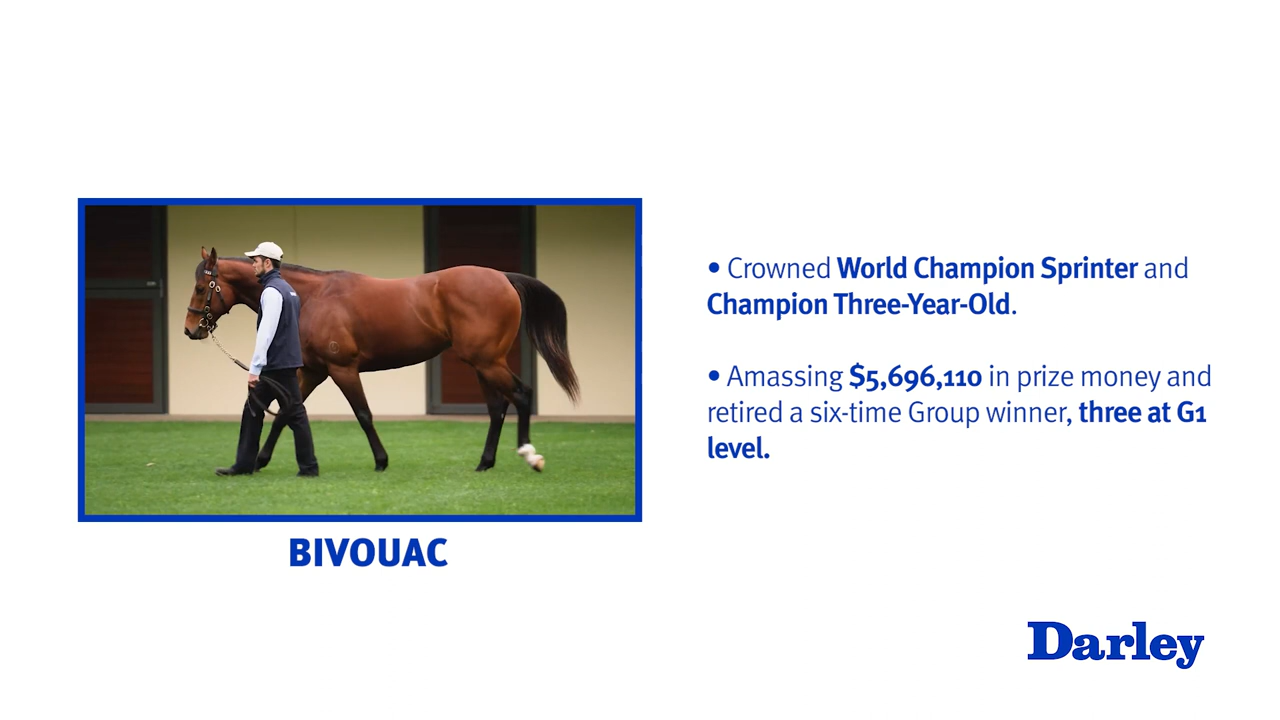 • Crowned World Champion Sprinter and
Champion Three-Year-Old.
• Amassing $5,696,110 in prize money and
retired a six-time Group winner, three at G1
level.
BIVOUAC
Darley